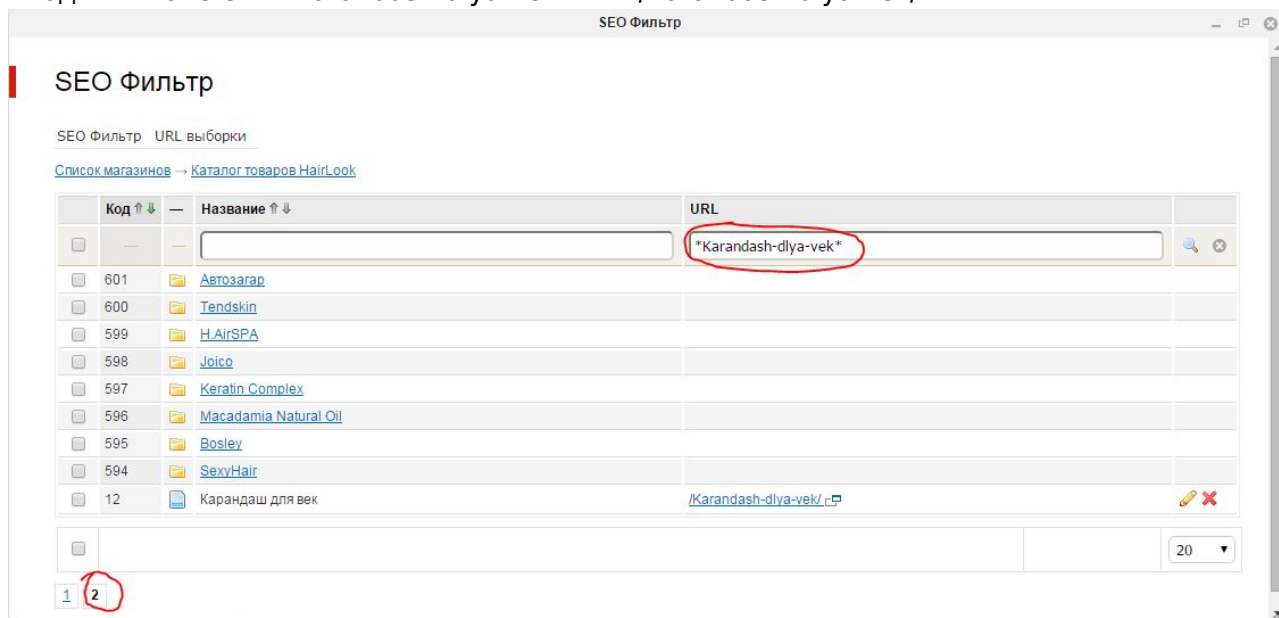 SEO Фильтр
SEO Фильтр
SEO Фильтр URL выборки
Список магазинов → Каталог товаров HairLook
Код ⇑ ⇓ — Название ⇑ ⇓ URL
— — *Karandash-dlya-vek*
601 Автозагар
600 Tendskin
599 H.AirSPA
598 Joico
597 Keratin Complex
596 Macadamia Natural Oil
595 Bosley
594 SexyHair
12 Карандаш для век /Karandash-dlya-vek/
20
1 2